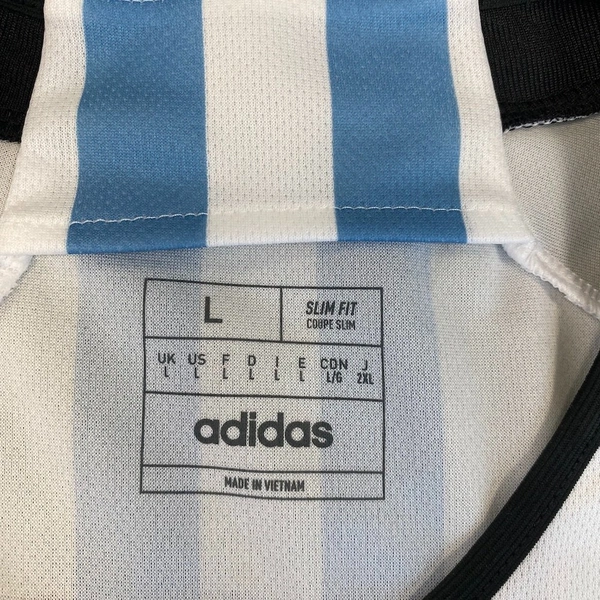 L
SLIM FIT
COUPE SLIM
UK US F D I E CDN J
L L L L L L L/G 2XL
adidas
MADE IN VIETNAM